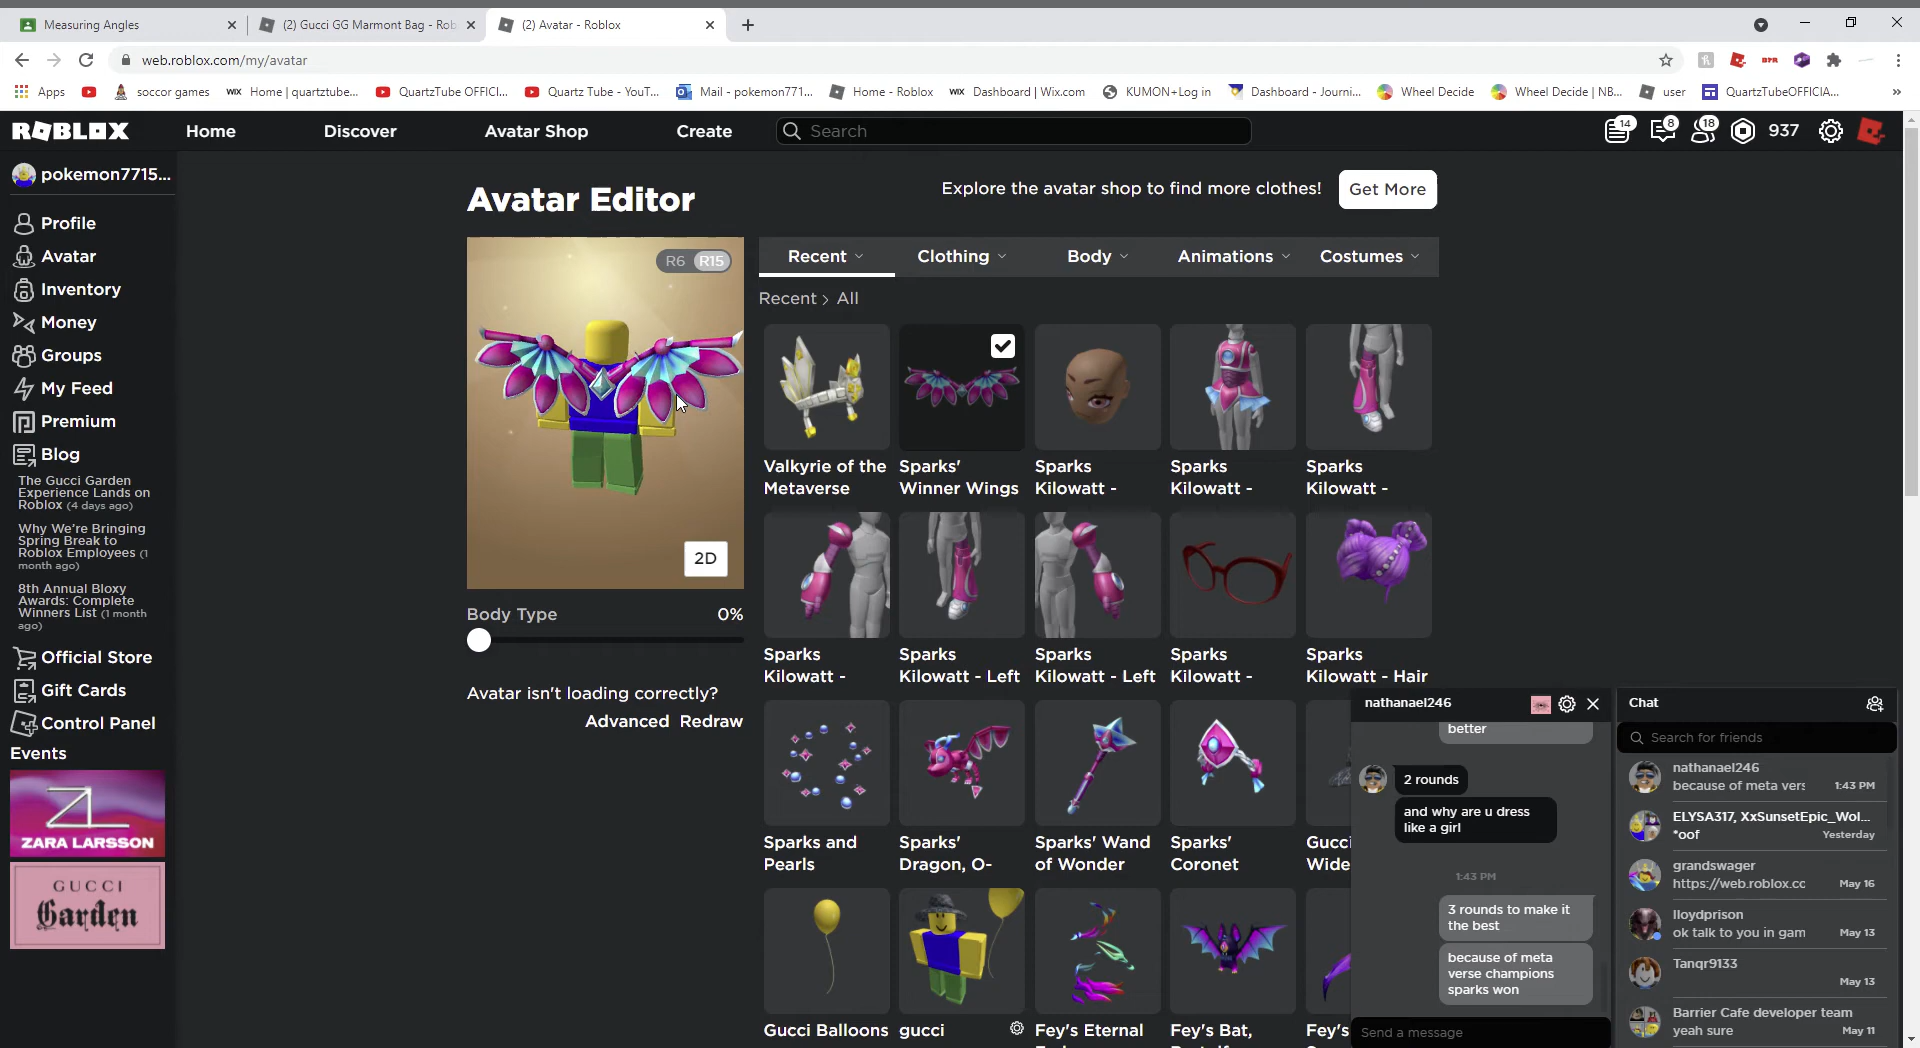 Measuring Angles
(2) Gucci GG Marmont Bag - Rob
(2) Avatar - Roblox
web.roblox.com/my/avatar
Apps
soccor games
WIX Home | quartztube...
QuartzTube OFFICI...
Quartz Tube - YouT...
Mail - pokemon771...
Home - Roblox
WIX Dashboard | Wix.com
KUMON+Log in
Dashboard - Journi...
Wheel Decide
Wheel Decide | NB...
user
QuartzTubeOFFICIA...
»
ROBLOX
Home
Discover
Avatar Shop
Create
Search
14
8
18
937
pokemon7715...
Profile
Avatar
Inventory
Money
Groups
My Feed
Premium
Blog
The Gucci Garden
Experience Lands on
Roblox (4 days ago)
Why We're Bringing
Spring Break to
Roblox Employees (1
month ago)
8th Annual Bloxy
Awards: Complete
Winners List (1 month
ago)
Official Store
Gift Cards
Control Panel
Events
ZARA LARSSON
GUCCI
Garden
Avatar Editor
Explore the avatar shop to find more clothes!
Get More
R6 R15
2D
Body Type 0%
Avatar isn't loading correctly?
Advanced Redraw
Recent
Clothing
Body
Animations
Costumes
Recent > All
Valkyrie of the
Metaverse
Sparks'
Winner Wings
Sparks
Kilowatt -
Sparks
Kilowatt -
Sparks
Kilowatt -
Sparks
Kilowatt -
Sparks
Kilowatt - Left
Sparks
Kilowatt - Left
Sparks
Kilowatt -
Sparks
Kilowatt - Hair
Sparks and
Pearls
Sparks'
Dragon, O-
Sparks' Wand
of Wonder
Sparks'
Coronet
Gucci
Wide
Gucci Balloons
gucci
Fey's Eternal
Fey's Bat,
Fey's
nathanael246
better
2 rounds
and why are u dress
like a girl
1:43 PM
3 rounds to make it
the best
because of meta
verse champions
sparks won
Send a message
Chat
Search for friends
nathanael246
because of meta vers 1:43 PM
ELYSA317, XxSunsetEpic_Wol...
*oof Yesterday
grandswager
https://web.roblox.cc May 16
lloydprison
ok talk to you in gam May 13
Tanqr9133
May 13
Barrier Cafe developer team
yeah sure May 11